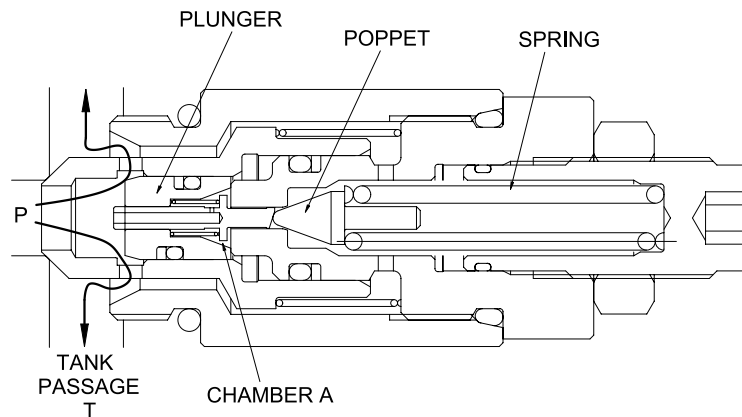 PLUNGER
POPPET
SPRING
P
TANK
PASSAGE
T
CHAMBER A